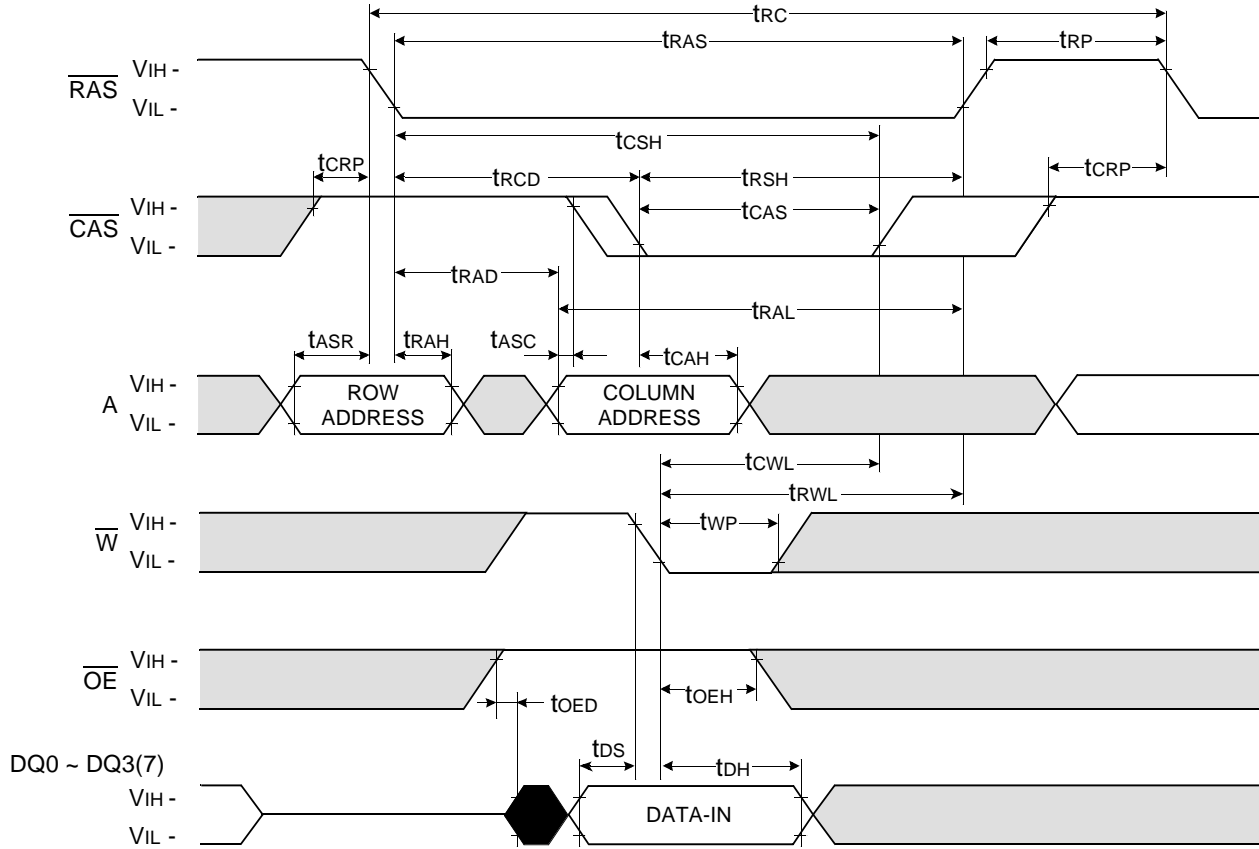 tRC
tRAS
tRP
RAS
VIH -
VIL -
tCSH
tCRP
tRCD
tRSH
tCRP
CAS
VIH -
VIL -
tCAS
tRAD
tRAL
tASR
tRAH
tASC
tCAH
A
VIH -
VIL -
ROW
ADDRESS
COLUMN
ADDRESS
tCWL
tRWL
W
VIH -
VIL -
tWP
OE
VIH -
VIL -
tOED
tOEH
tDS
tDH
DQ0 ~ DQ3(7)
VIH -
VIL -
DATA-IN